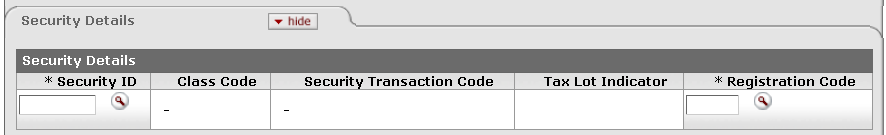 Security Details
hide
Security Details
* Security ID Class Code Security Transaction Code Tax Lot Indicator * Registration Code
– –